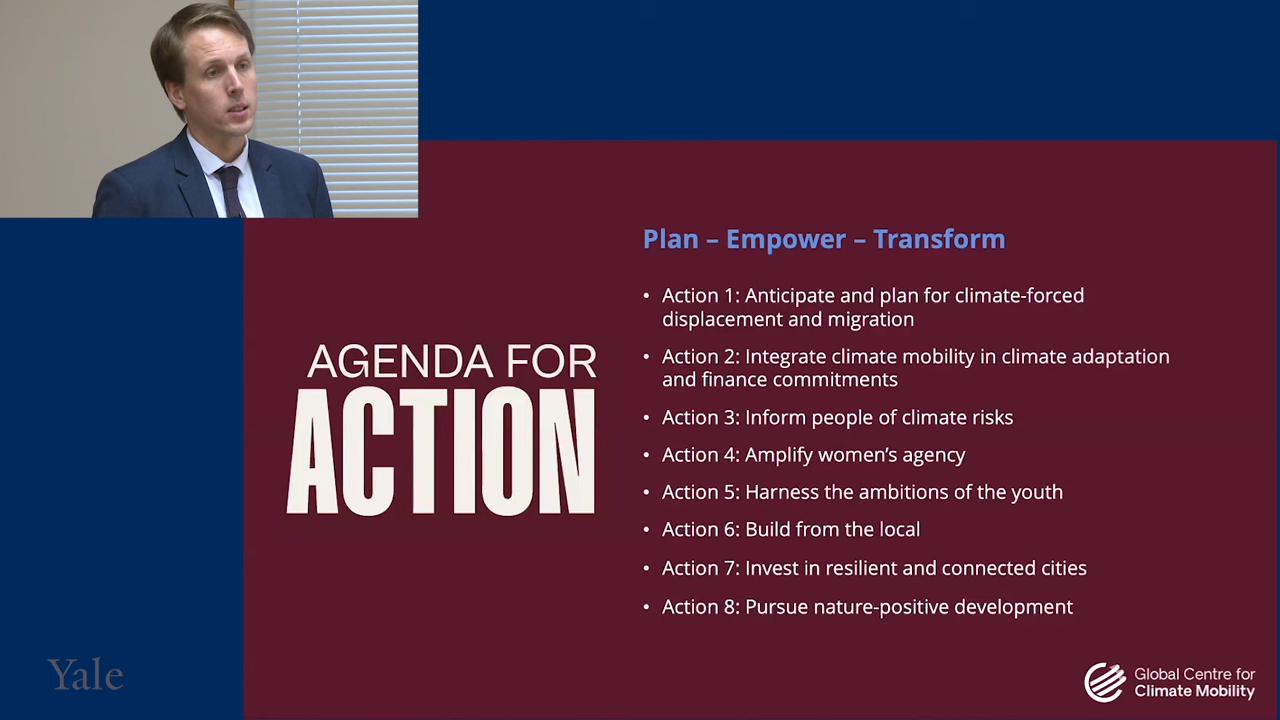 Plan – Empower – Transform
• Action 1: Anticipate and plan for climate-forced
displacement and migration
• Action 2: Integrate climate mobility in climate adaptation
and finance commitments
• Action 3: Inform people of climate risks
• Action 4: Amplify women’s agency
• Action 5: Harness the ambitions of the youth
• Action 6: Build from the local
• Action 7: Invest in resilient and connected cities
• Action 8: Pursue nature-positive development
AGENDA FOR
ACTION
Yale
Global Centre for
Climate Mobility